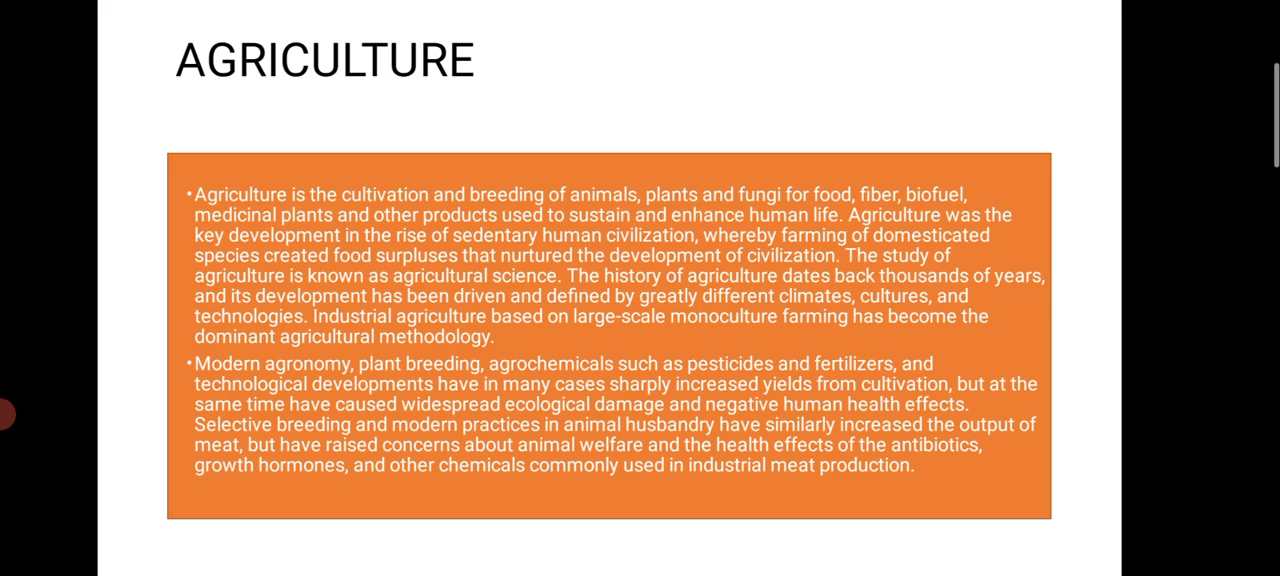 AGRICULTURE
•Agriculture is the cultivation and breeding of animals, plants and fungi for food, fiber, biofuel,
medicinal plants and other products used to sustain and enhance human life. Agriculture was the
key development in the rise of sedentary human civilization, whereby farming of domesticated
species created food surpluses that nurtured the development of civilization. The study of
agriculture is known as agricultural science. The history of agriculture dates back thousands of years,
and its development has been driven and defined by greatly different climates, cultures, and
technologies. Industrial agriculture based on large-scale monoculture farming has become the
dominant agricultural methodology.
•Modern agronomy, plant breeding, agrochemicals such as pesticides and fertilizers, and
technological developments have in many cases sharply increased yields from cultivation, but at the
same time have caused widespread ecological damage and negative human health effects.
Selective breeding and modern practices in animal husbandry have similarly increased the output of
meat, but have raised concerns about animal welfare and the health effects of the antibiotics,
growth hormones, and other chemicals commonly used in industrial meat production.